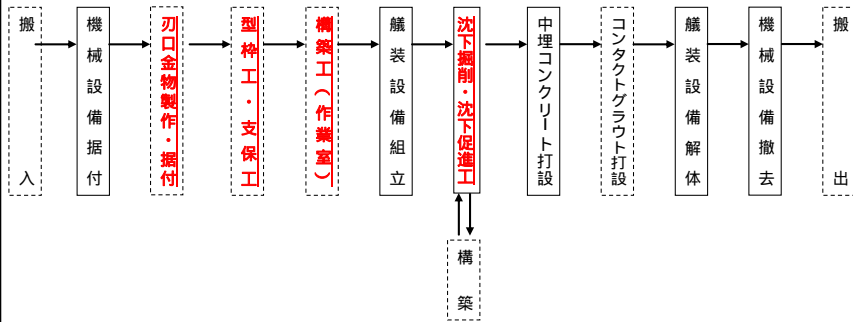 搬入
機械設備据付
刃口金物製作・据付
型枠工・支保工
構築工(作業室)
艤装設備組立
沈下掘削・沈下促進工
中埋コンクリート打設
コンタクトグラウト打設
艤装設備解体
機械設備撤去
搬出
構築